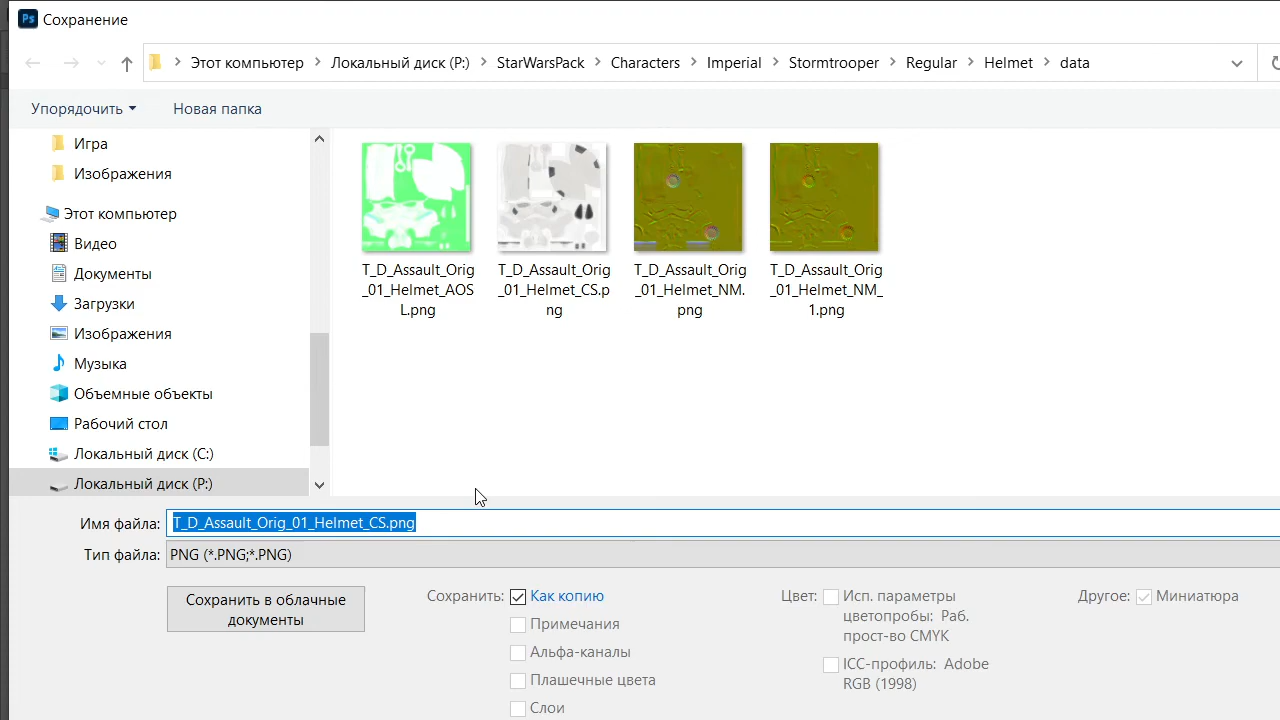 Ps Сохранение
Этот компьютер Локальный диск (P:) StarWarsPack Characters Imperial Stormtrooper Regular Helmet data
Упорядочить Новая папка
Игра
Изображения
Этот компьютер
Видео
Документы
Загрузки
Изображения
Музыка
Объемные объекты
Рабочий стол
Локальный диск (C:)
Локальный диск (P:)
T_D_Assault_Orig
_01_Helmet_AOS
L.png
T_D_Assault_Orig
_01_Helmet_CS.p
ng
T_D_Assault_Orig
_01_Helmet_NM.
png
T_D_Assault_Orig
_01_Helmet_NM_
1.png
Имя файла: T_D_Assault_Orig_01_Helmet_CS.png
Тип файла: PNG (*.PNG;*.PNG)
Сохранить в облачные
документы
Сохранить: Как копию
Примечания
Альфа-каналы
Плашечные цвета
Слои
Цвет: Исп. параметры
цветопробы: Раб.
прост-во CMYK
ICC-профиль: Adobe
RGB (1998)
Другое: Миниатюра